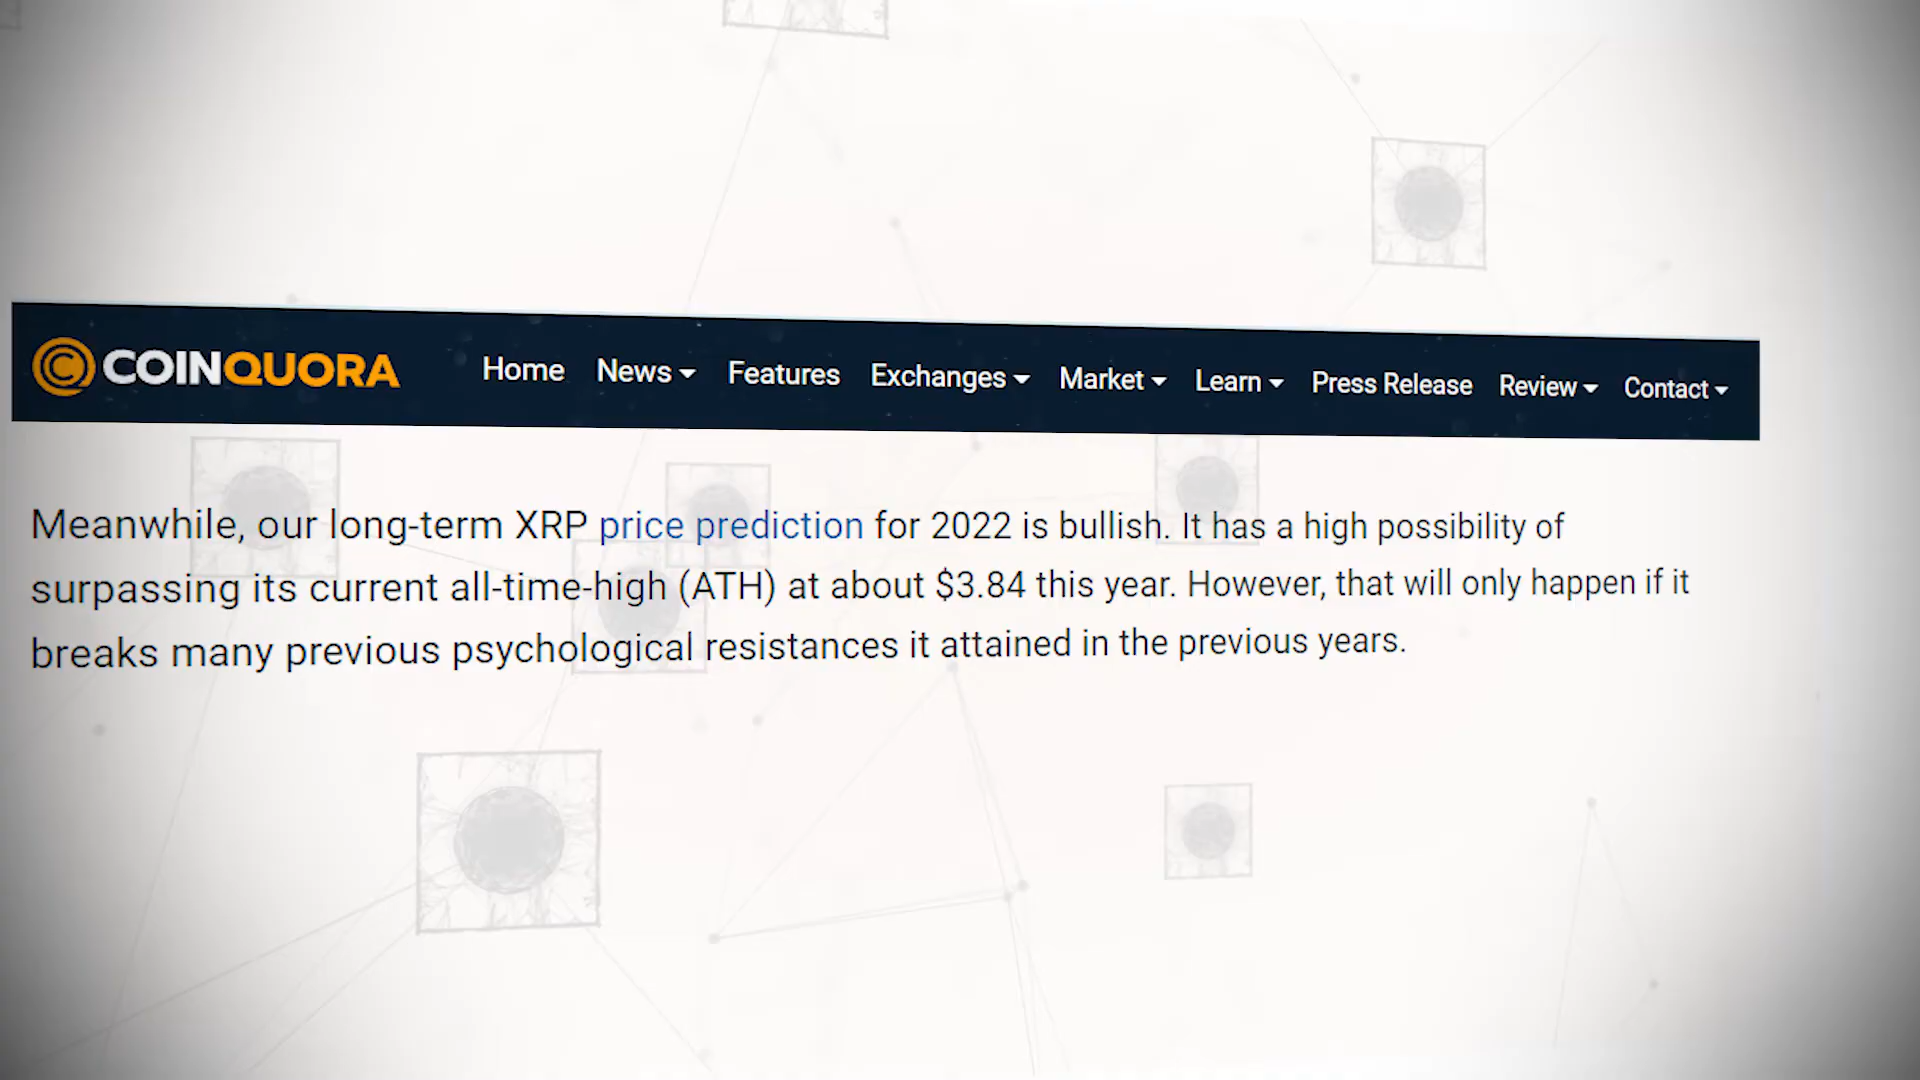 COINQUORA Home News Features Exchanges Market Learn Press Release Review Contact
Meanwhile, our long-term XRP price prediction for 2022 is bullish. It has a high possibility of
surpassing its current all-time-high (ATH) at about $3.84 this year. However, that will only happen if it
breaks many previous psychological resistances it attained in the previous years.